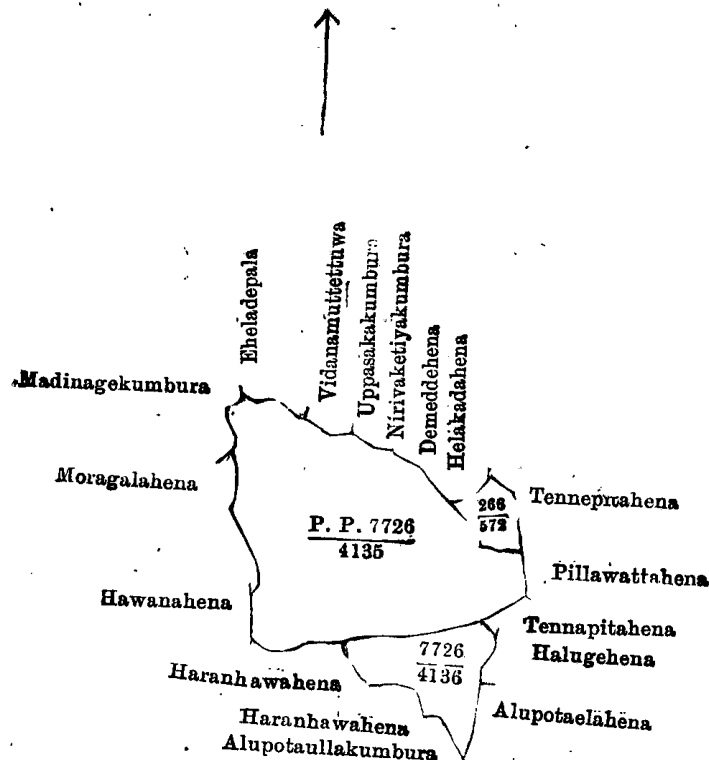 Eheladepala
Vidanamuttettuwa
Uppasakakumbura
Nirivaketiyakumbura
Demeddehena
Helakadahena
Madinagekumbura
Moragalahena
Tennepitahena
266
572
P. P. 7726
4135
Pillawattahena
Hawanahena
Tennapitahena
Halugehena
7726
4136
Haranhawahena
Alupotaelahena
Haranhawahena
Alupotaullakumbura